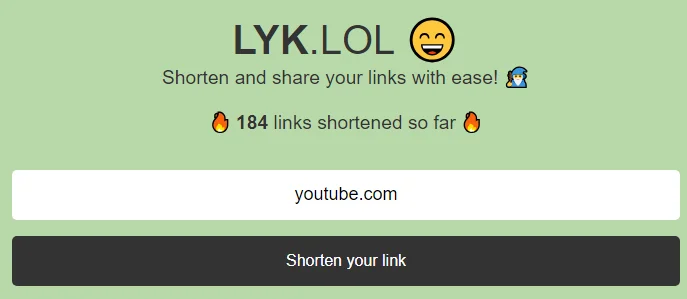 LYK.LOL 😄
Shorten and share your links with ease! 🧙‍♂️
🔥 184 links shortened so far 🔥
youtube.com
Shorten your link